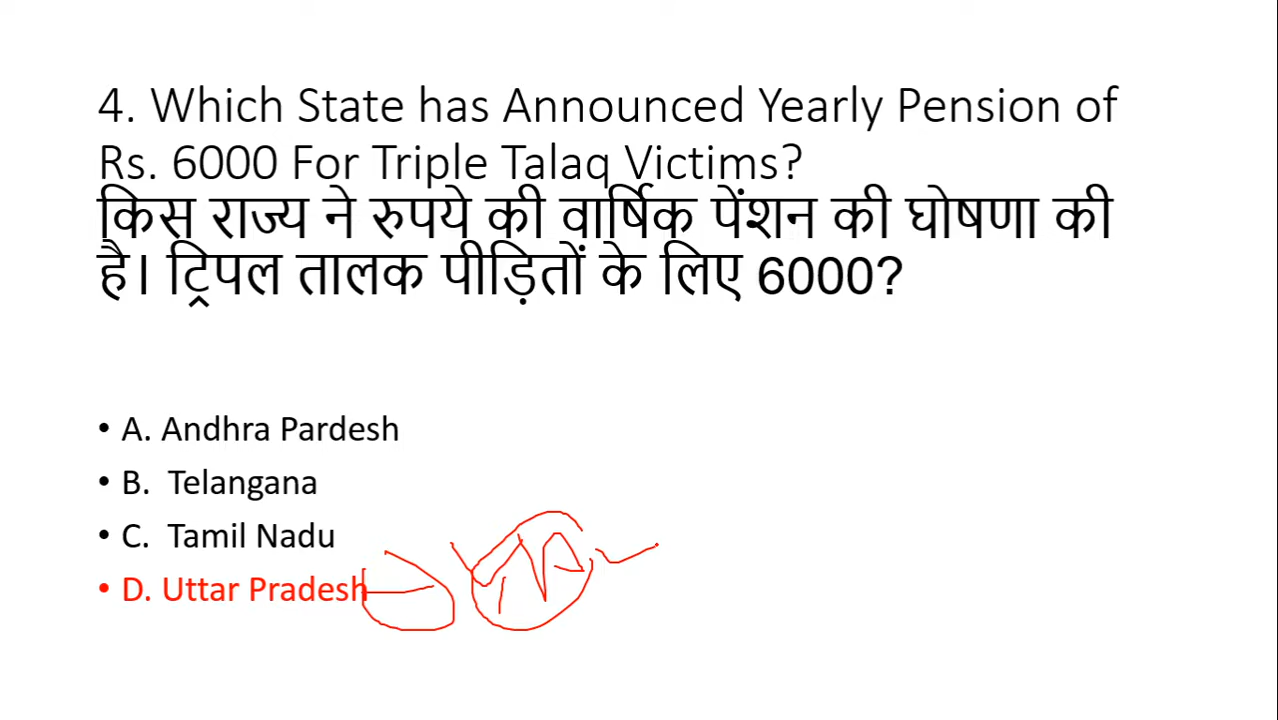 4. Which State has Announced Yearly Pension of
Rs. 6000 For Triple Talaq Victims?
किस राज्य ने रुपये की वार्षिक पेंशन की घोषणा की
है। ट्रिपल तालक पीड़ितों के लिए 6000?
• A. Andhra Pardesh
• B. Telangana
• C. Tamil Nadu
• D. Uttar Pradesh